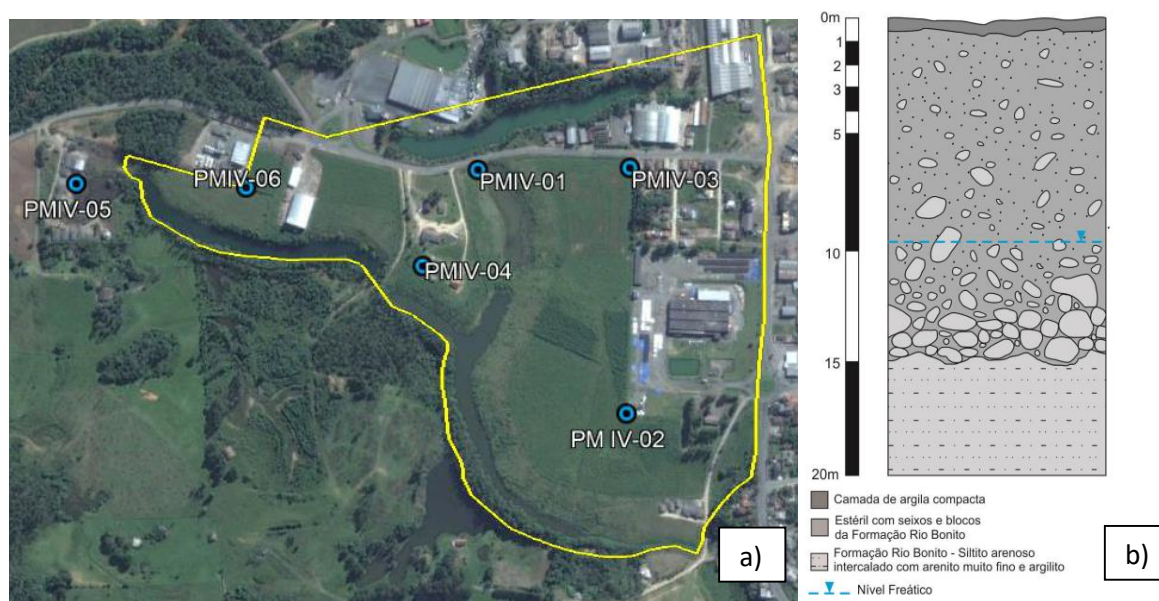 PMIV-06
PMIV-05
PMIV-01
PMIV-03
PMIV-04
PM IV-02
a)
0m
1
2
3
5
10
15
20m
Camada de argila compacta
Estéril com seixos e blocos
da Formação Rio Bonito
Formação Rio Bonito - Siltito arenoso
intercalado com arenito muito fino e argilito
Nível Freático
b)